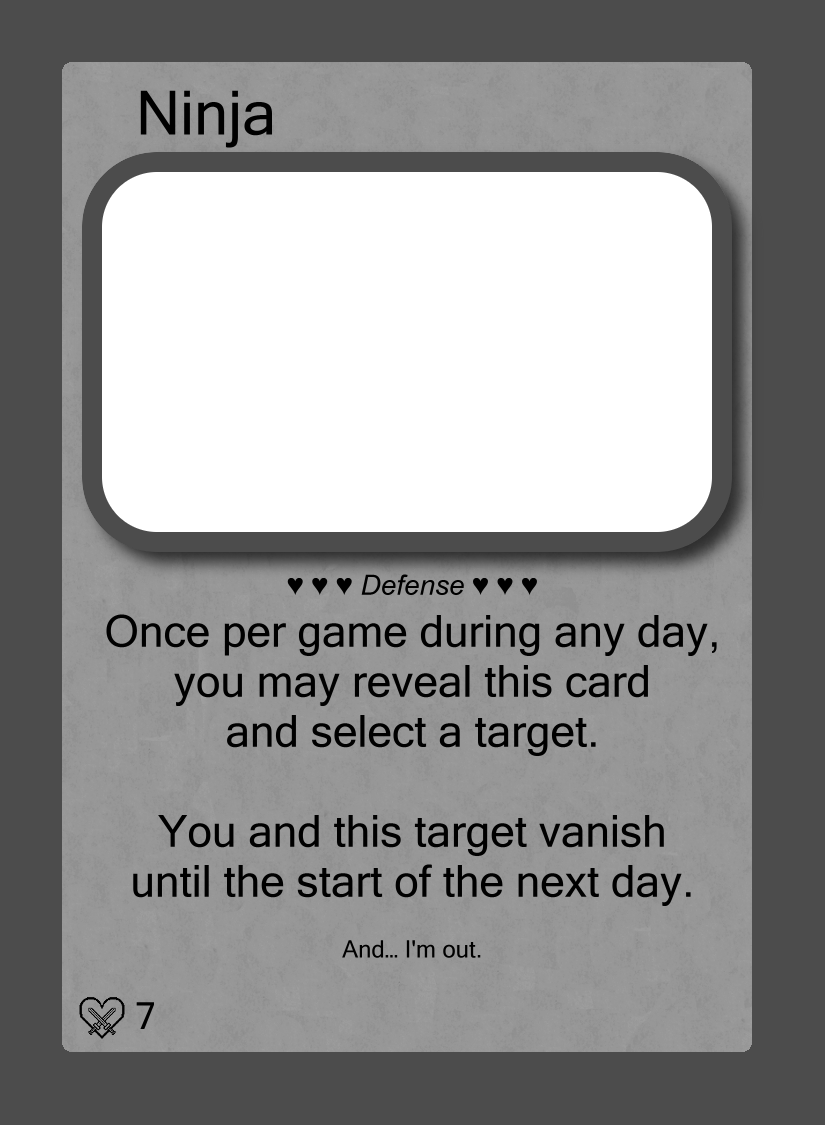 Ninja
♥ ♥ ♥ Defense ♥ ♥ ♥
Once per game during any day,
you may reveal this card
and select a target.
You and this target vanish
until the start of the next day.
And... I'm out.
7